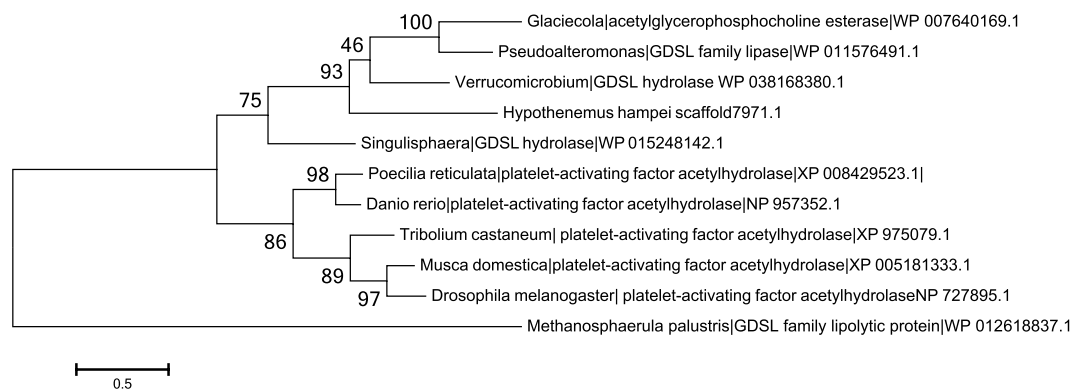 100
Glaciecola|acetylglycerophosphocholine esterase|WP 007640169.1
46
Pseudoalteromonas|GDSL family lipase|WP 011576491.1
93
Verrucomicrobium|GDSL hydrolase WP 038168380.1
75
Hypothenemus hampei scaffold7971.1
Singulisphaera|GDSL hydrolase|WP 015248142.1
98
Poecilia reticulata|platelet-activating factor acetylhydrolase|XP 008429523.1|
Danio rerio|platelet-activating factor acetylhydrolase|NP 957352.1
86
Tribolium castaneum| platelet-activating factor acetylhydrolase|XP 975079.1
89
Musca domestica|platelet-activating factor acetylhydrolase|XP 005181333.1
97
Drosophila melanogaster| platelet-activating factor acetylhydrolaseNP 727895.1
Methanosphaerula palustris|GDSL family lipolytic protein|WP 012618837.1
0.5